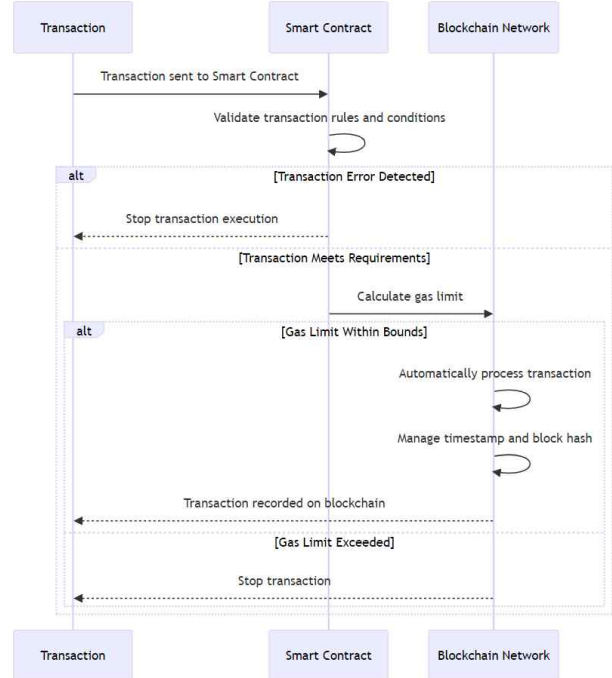 Transaction
Smart Contract
Blockchain Network
Transaction sent to Smart Contract
Validate transaction rules and conditions
alt
[Transaction Error Detected]
Stop transaction execution
[Transaction Meets Requirements]
Calculate gas limit
alt
[Gas Limit Within Bounds]
Automatically process transaction
Manage timestamp and block hash
Transaction recorded on blockchain
[Gas Limit Exceeded]
Stop transaction
Transaction
Smart Contract
Blockchain Network